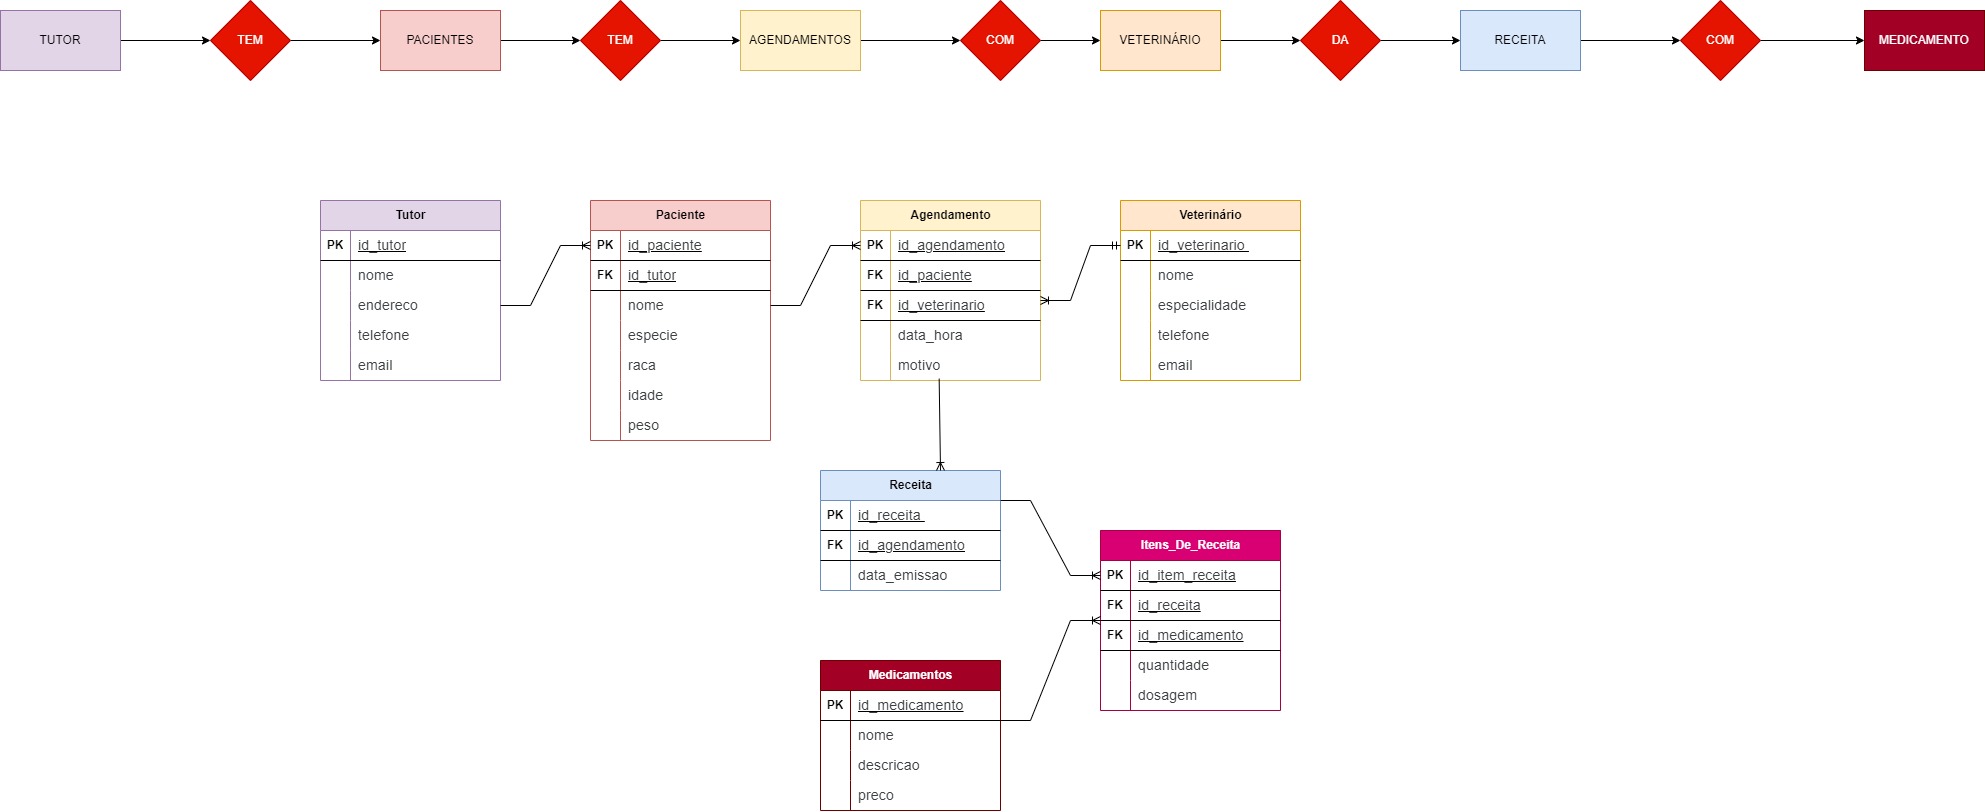 TUTOR
TEM
PACIENTES
TEM
AGENDAMENTOS
COM
VETERINÁRIO
DA
RECEITA
COM
MEDICAMENTO
Tutor
PK id_tutor
nome
endereco
telefone
email
Paciente
PK id_paciente
FK id_tutor
nome
especie
raca
idade
peso
Agendamento
PK id_agendamento
FK id_paciente
FK id_veterinario
data_hora
motivo
Veterinário
PK id_veterinario
nome
especialidade
telefone
email
Receita
PK id_receita
FK id_agendamento
data_emissao
Itens_De_Receita
PK id_item_receita
FK id_receita
FK id_medicamento
quantidade
dosagem
Medicamentos
PK id_medicamento
nome
descricao
preco